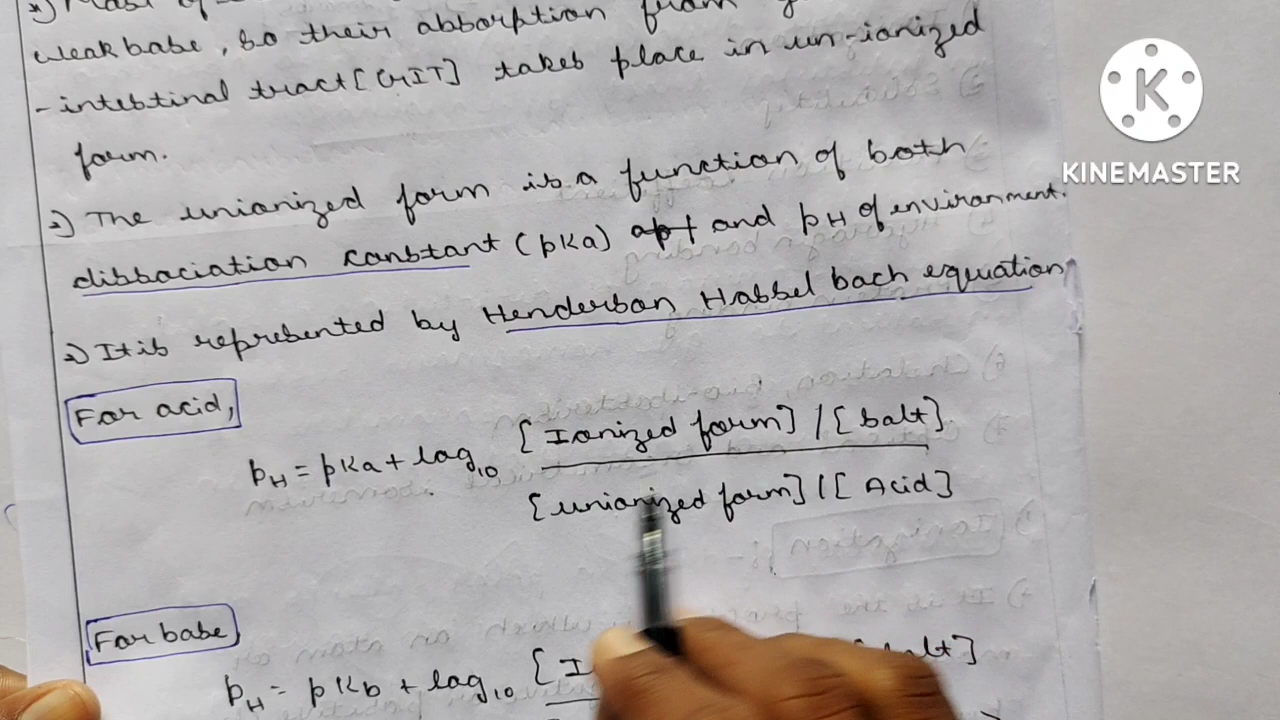 weak base, so their absorption from
-intestinal tract [GIT] takes place in un-ionized
form.
2) The unionized form is a function of both
dissociation constant (pKa) and pH of environment.
It is represented by Henderson Hassel bach equation
For acid,
pH = pKa + log10 [Ionized form] / [salt].
[unionized form] / [Acid]
For base
pH = pKb + log10 [I
K
KINEMASTER